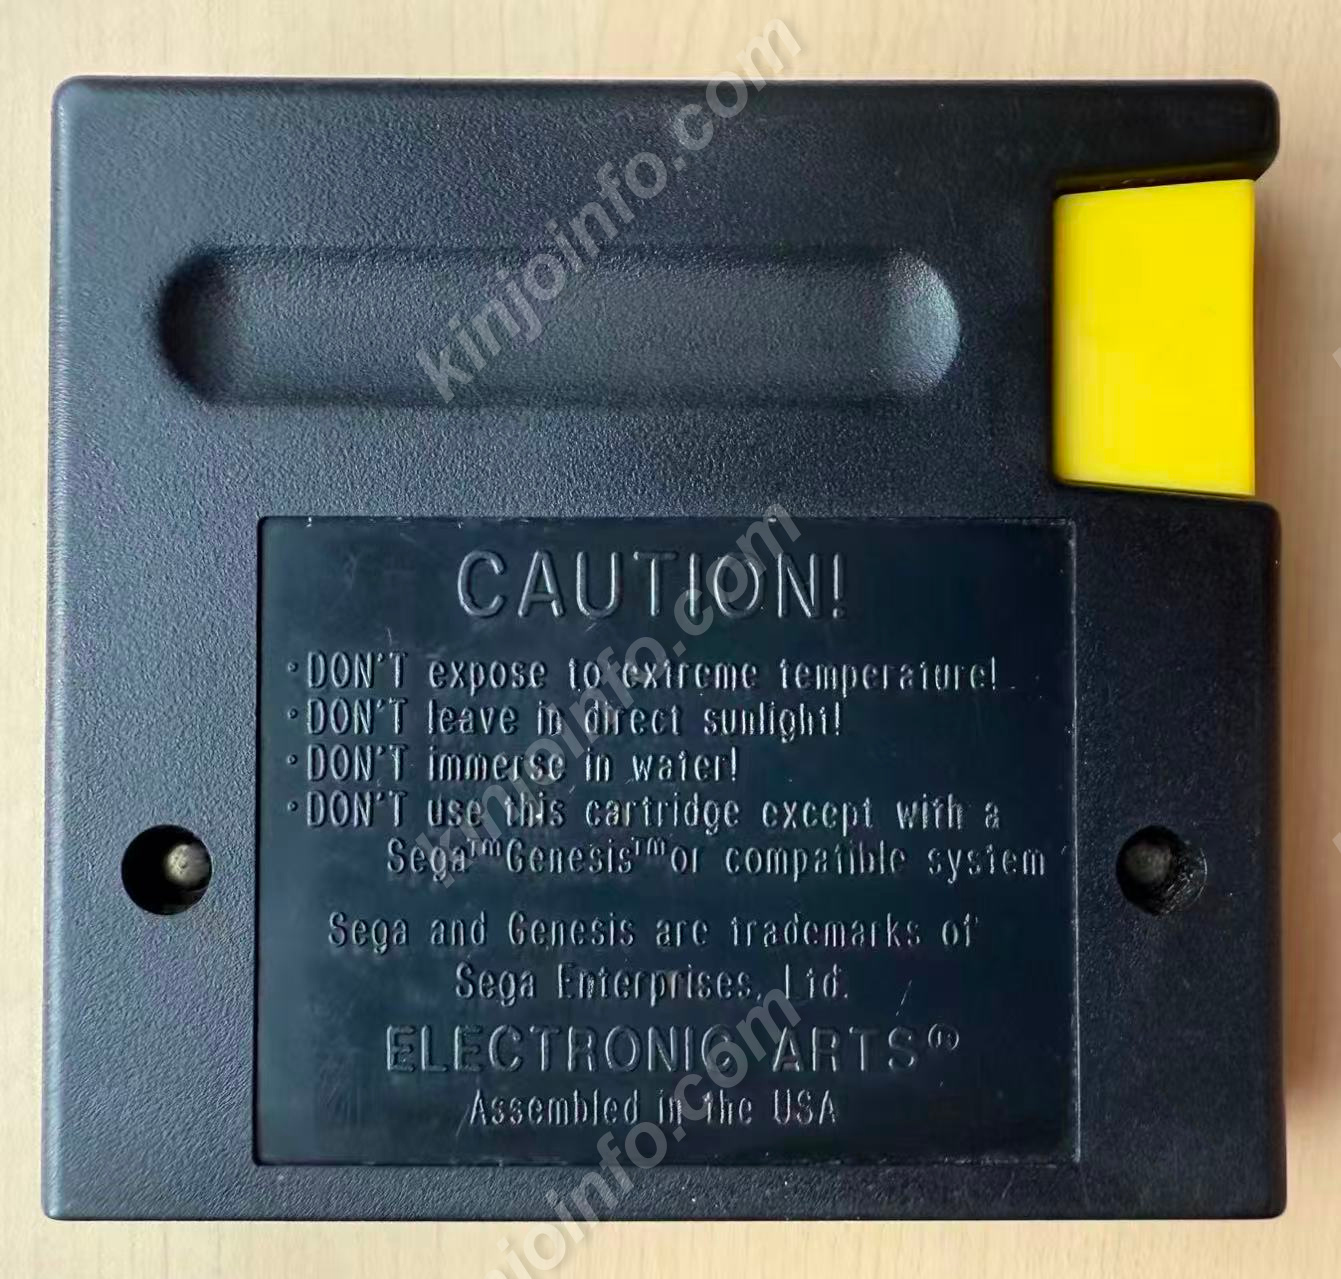 CAUTION!
·DON'T expose to extreme temperature!
·DON'T leave in direct sunlight!
·DON'T immerse in water!
·DON'T use this cartridge except with a
Sega™Genesis™or compatible system
Sega and Genesis are trademarks of
Sega Enterprises, Ltd.
ELECTRONIC ARTS®
Assembled in the USA
kinjoinfo.com
kinjoinfo.com
kinjoinfo.com